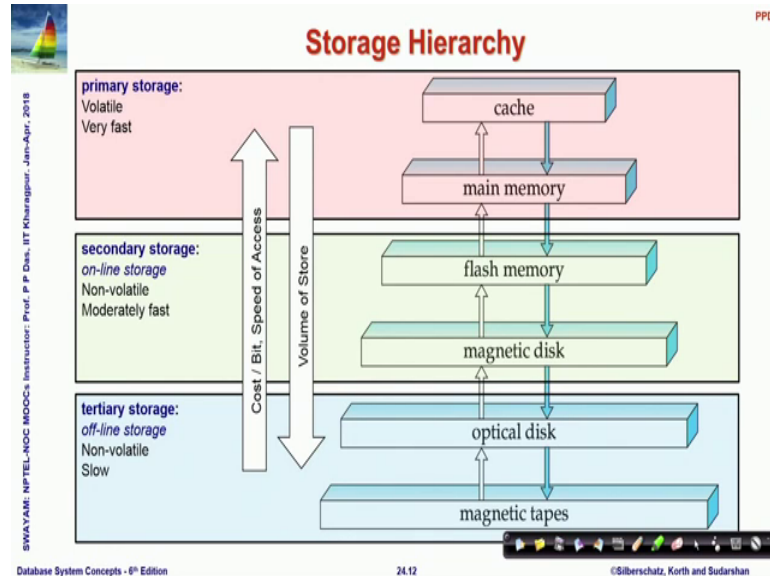 PPD
Storage Hierarchy
primary storage:
Volatile
Very fast
cache
main memory
secondary storage:
on-line storage
Non-volatile
Moderately fast
flash memory
magnetic disk
tertiary storage:
off-line storage
Non-volatile
Slow
optical disk
magnetic tapes
Cost / Bit, Speed of Access
Volume of Store
SWAYAM: NPTEL-NOC MOOCs Instructor: Prof. P P Das, IIT Kharagpur. Jan-Apr, 2018
Database System Concepts - 6th Edition
24.12
©Silberschatz, Korth and Sudarshan